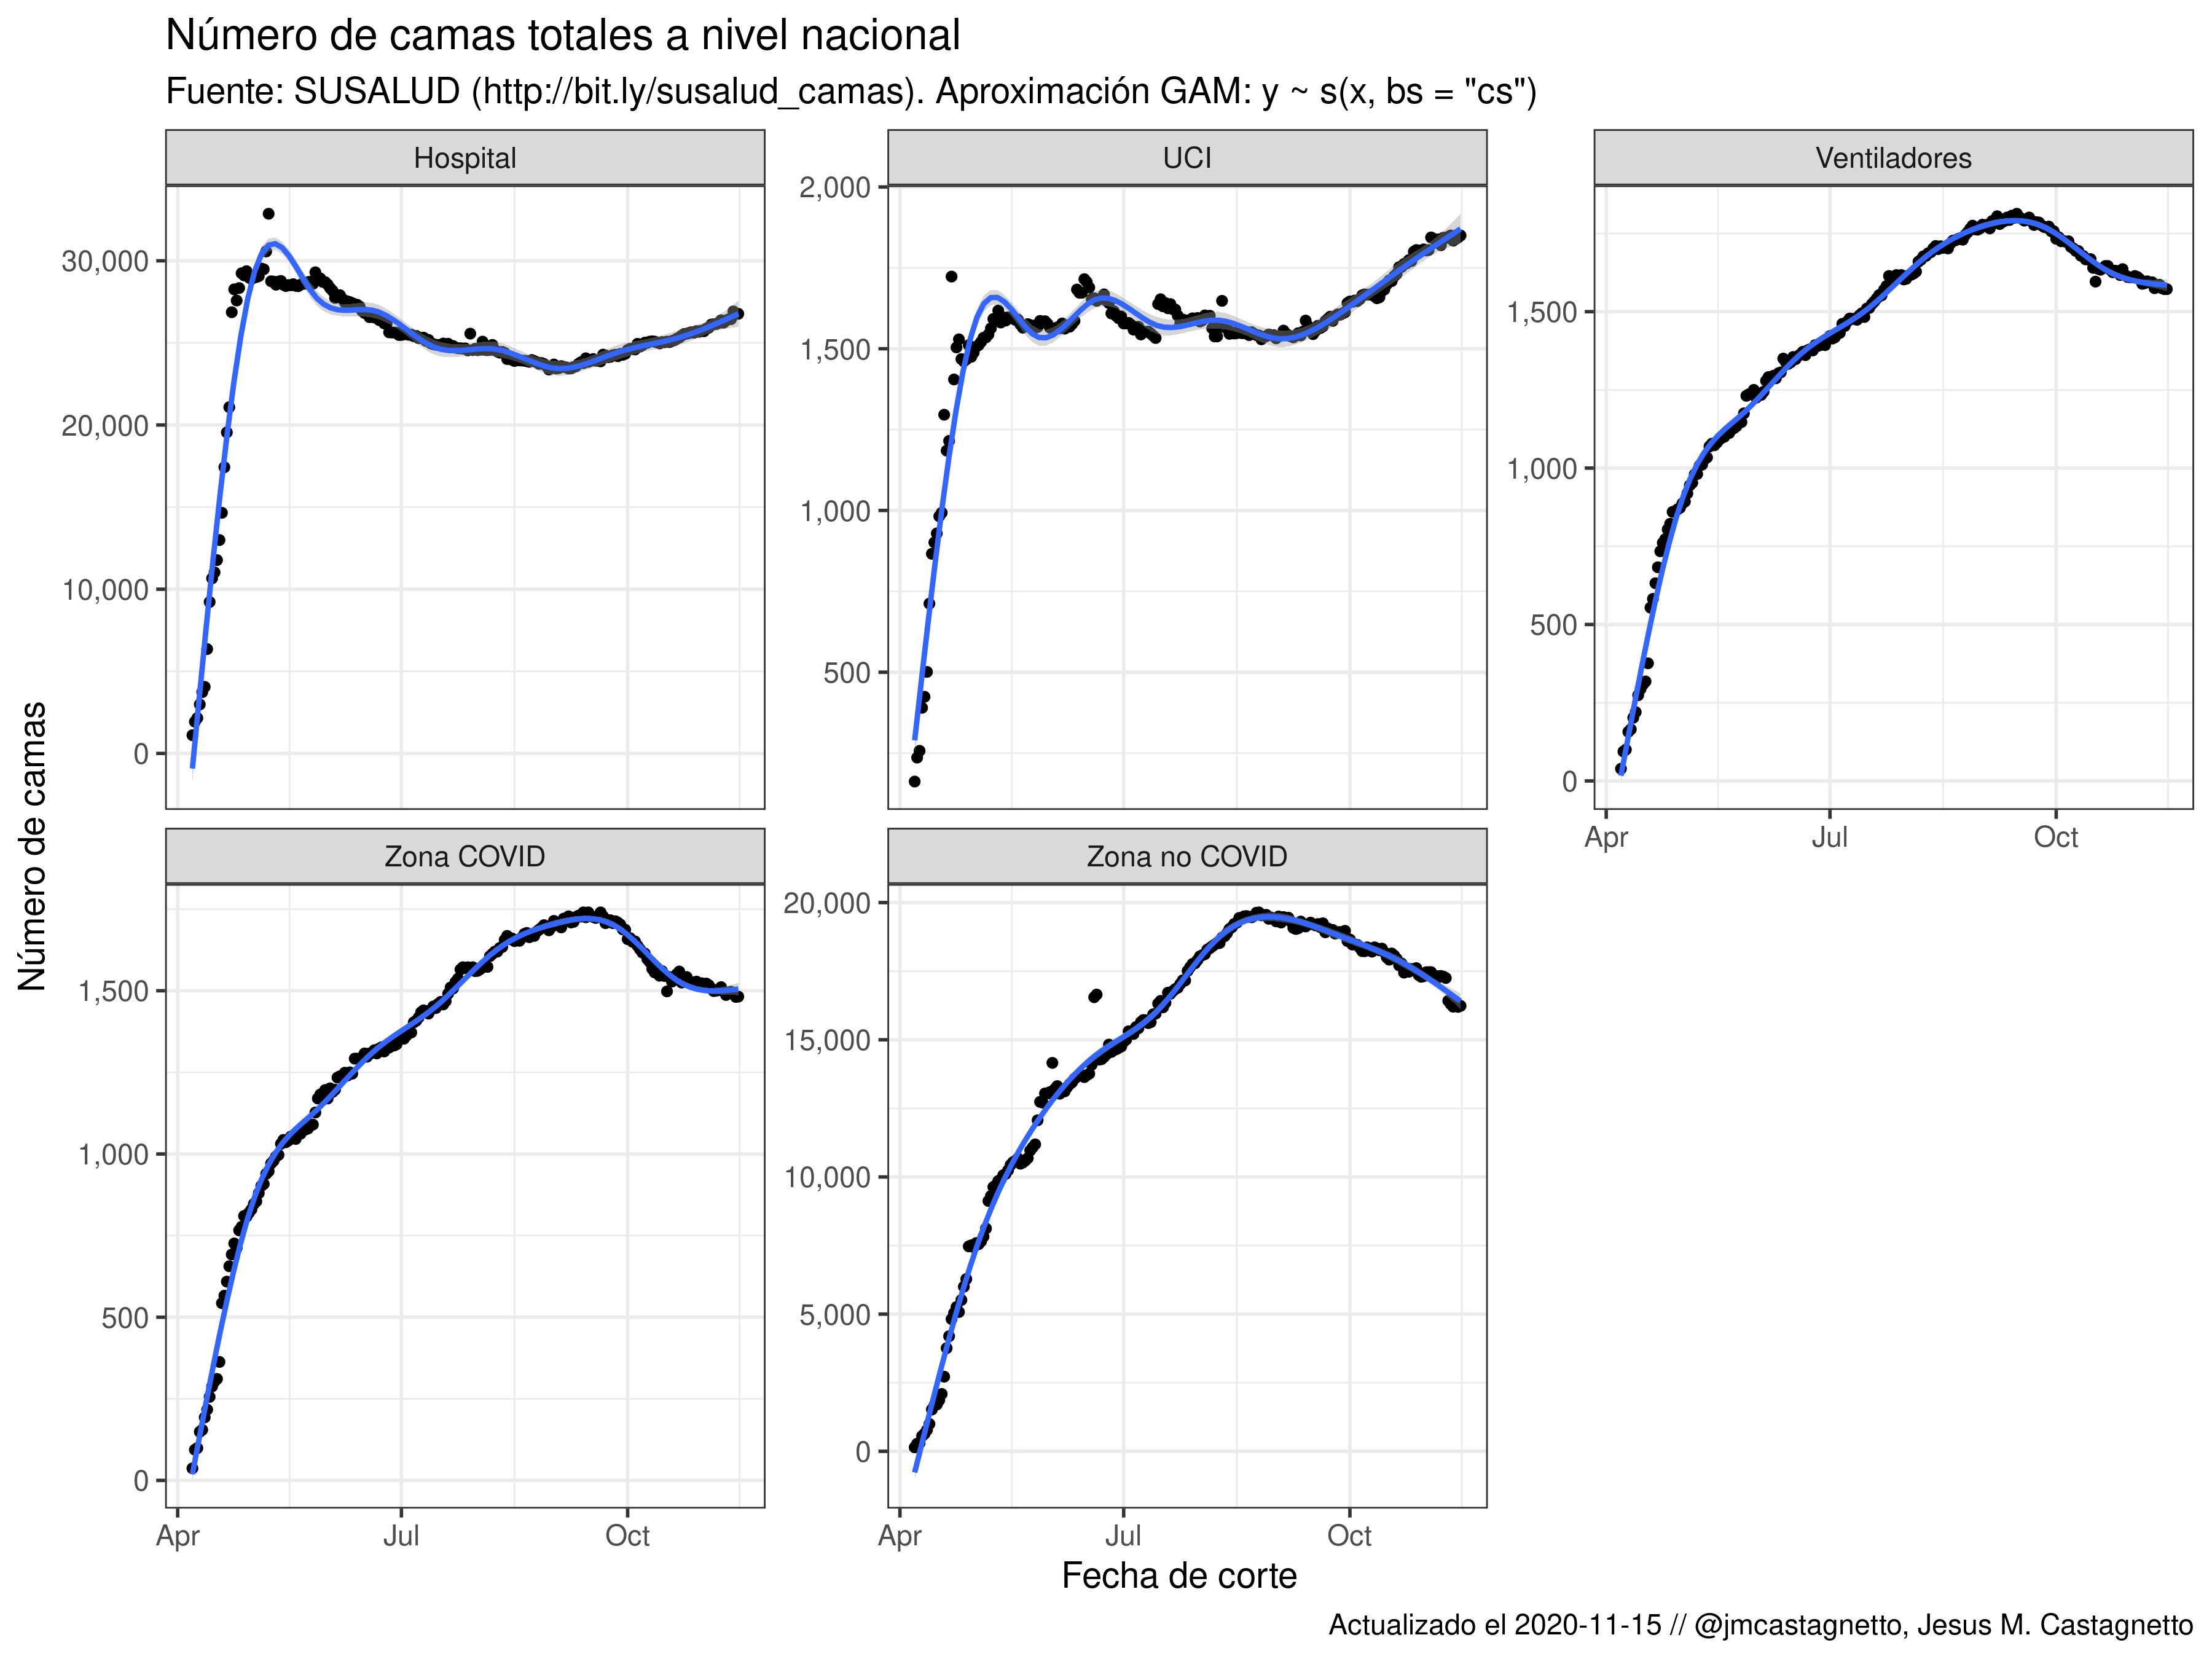 Número de camas totales a nivel nacional
Fuente: SUSALUD (http://bit.ly/susalud_camas). Aproximación GAM: y ~ s(x, bs = "cs")
Número de camas
Hospital
30,000
20,000
10,000
0
UCI
2,000
1,500
1,000
500
Ventiladores
1,500
1,000
500
0
Apr Jul Oct
Zona COVID
1,500
1,000
500
0
Apr Jul Oct
Zona no COVID
20,000
15,000
10,000
5,000
0
Apr Jul Oct
Fecha de corte
Actualizado el 2020-11-15 // @jmcastagnetto, Jesus M. Castagnetto